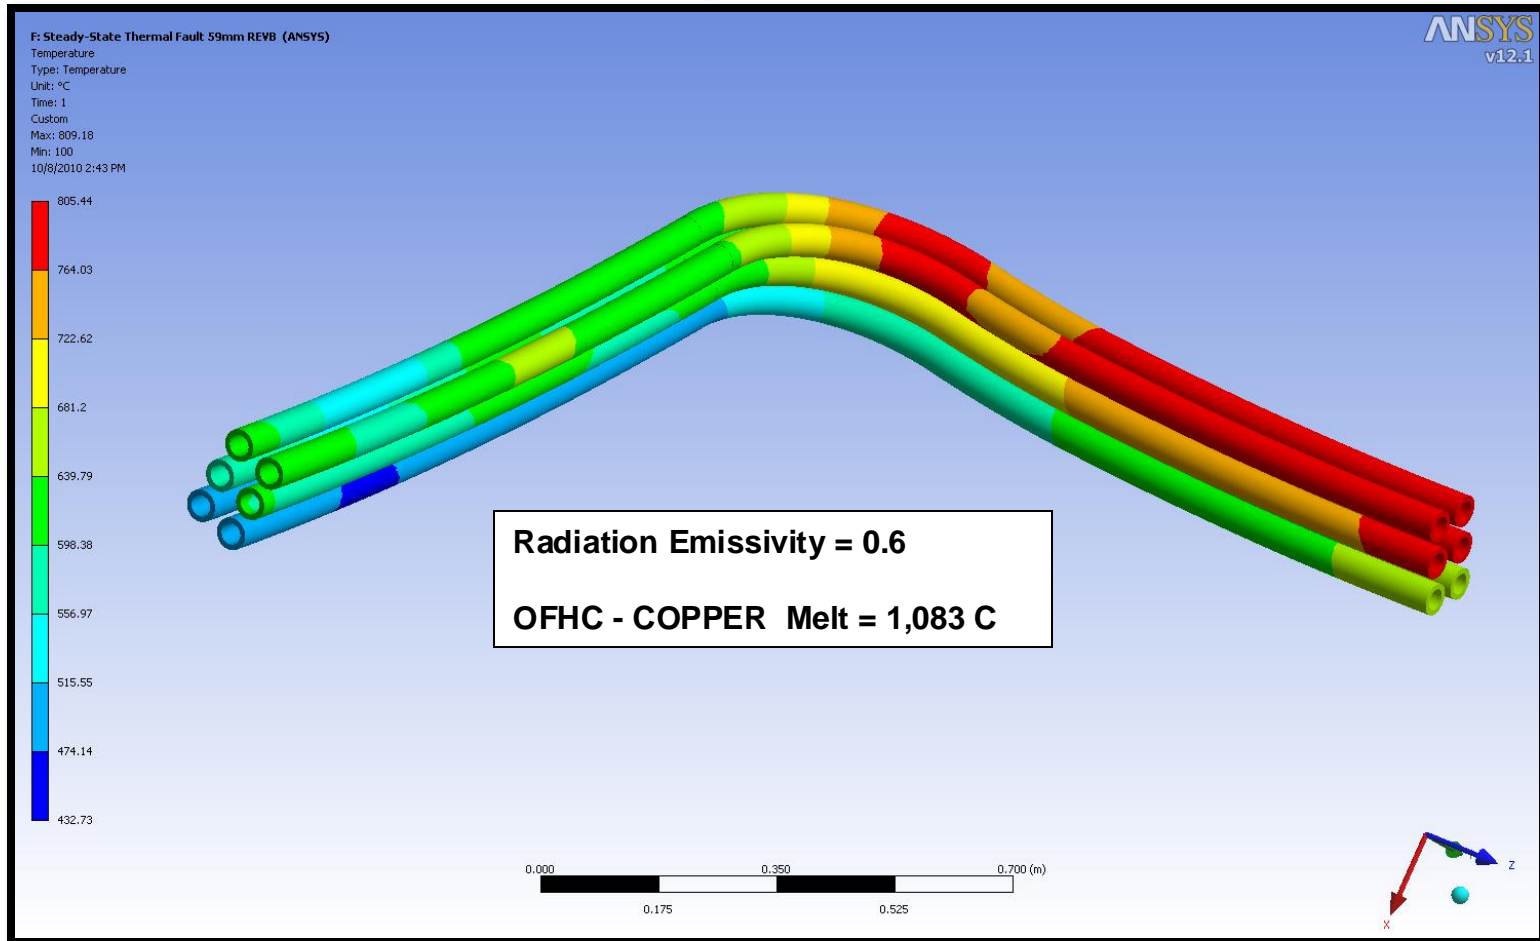 F: Steady-State Thermal Fault 59mm REVB (ANSYS)
Temperature
Type: Temperature
Unit: °C
Time: 1
Custom
Max: 809.18
Min: 100
10/8/2010 2:43 PM
ANSYS
v12.1
805.44
764.03
722.62
681.2
639.79
598.38
556.97
515.55
474.14
432.73
Radiation Emissivity = 0.6
OFHC - COPPER Melt = 1,083 C
0.000 0.350 0.700 (m)
0.175 0.525
Z
X